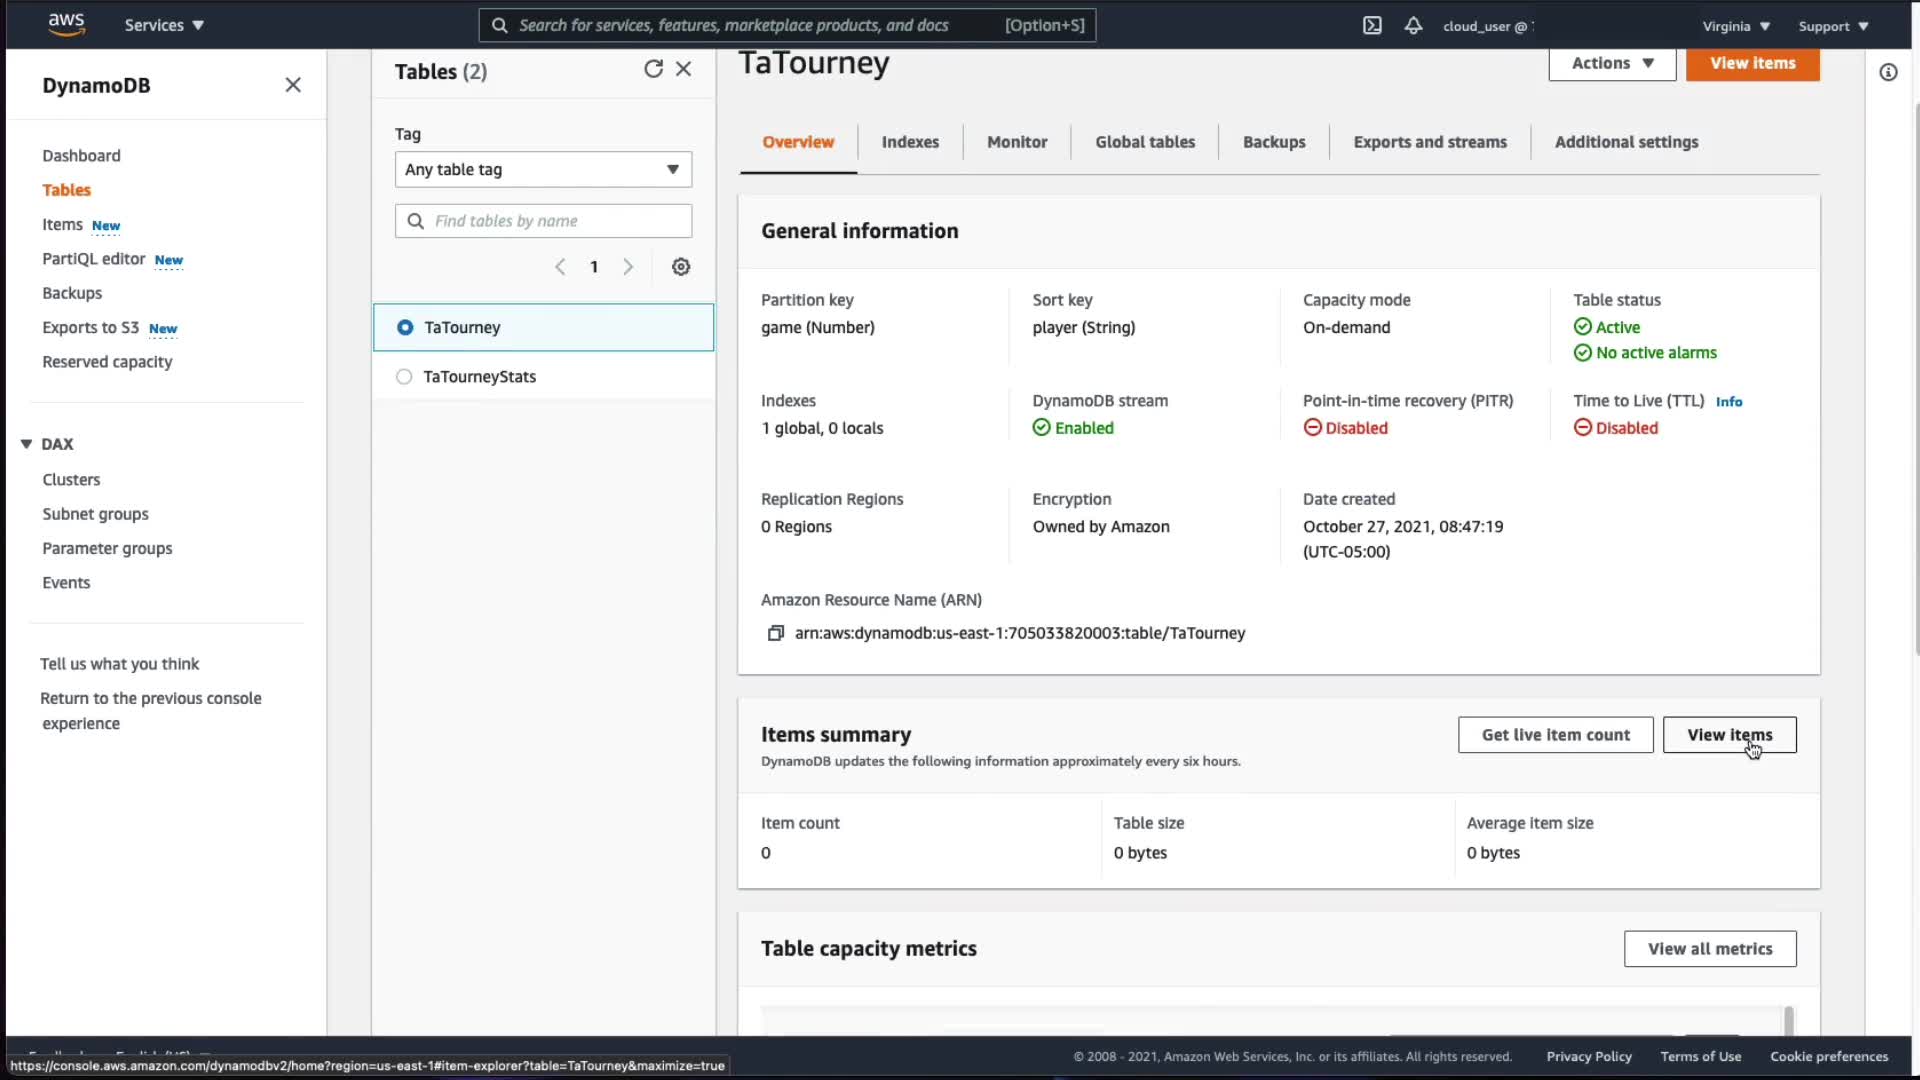 aws
Services ▼
Search for services, features, marketplace products, and docs
[Option+S]
cloud_user @
Virginia ▼
Support ▼
DynamoDB
Dashboard
Tables
Items New
PartiQL editor New
Backups
Exports to S3 New
Reserved capacity
DAX
Clusters
Subnet groups
Parameter groups
Events
Tell us what you think
Return to the previous console
experience
Tables (2)
Tag
Any table tag
Find tables by name
1
TaTourney
TaTourneyStats
TaTourney
Actions ▼
View items
Overview
Indexes
Monitor
Global tables
Backups
Exports and streams
Additional settings
General information
Partition key
game (Number)
Sort key
player (String)
Capacity mode
On-demand
Table status
Active
No active alarms
Indexes
1 global, 0 locals
DynamoDB stream
Enabled
Point-in-time recovery (PITR)
Disabled
Time to Live (TTL) Info
Disabled
Replication Regions
0 Regions
Encryption
Owned by Amazon
Date created
October 27, 2021, 08:47:19
(UTC-05:00)
Amazon Resource Name (ARN)
arn:aws:dynamodb:us-east-1:705033820003:table/TaTourney
Items summary
DynamoDB updates the following information approximately every six hours.
Get live item count
View items
Item count
0
Table size
0 bytes
Average item size
0 bytes
Table capacity metrics
View all metrics
https://console.aws.amazon.com/dynamodbv2/home?region=us-east-1#item-explorer?table=TaTourney&maximize=true
© 2008 - 2021, Amazon Web Services, Inc. or its affiliates. All rights reserved.
Privacy Policy
Terms of Use
Cookie preferences